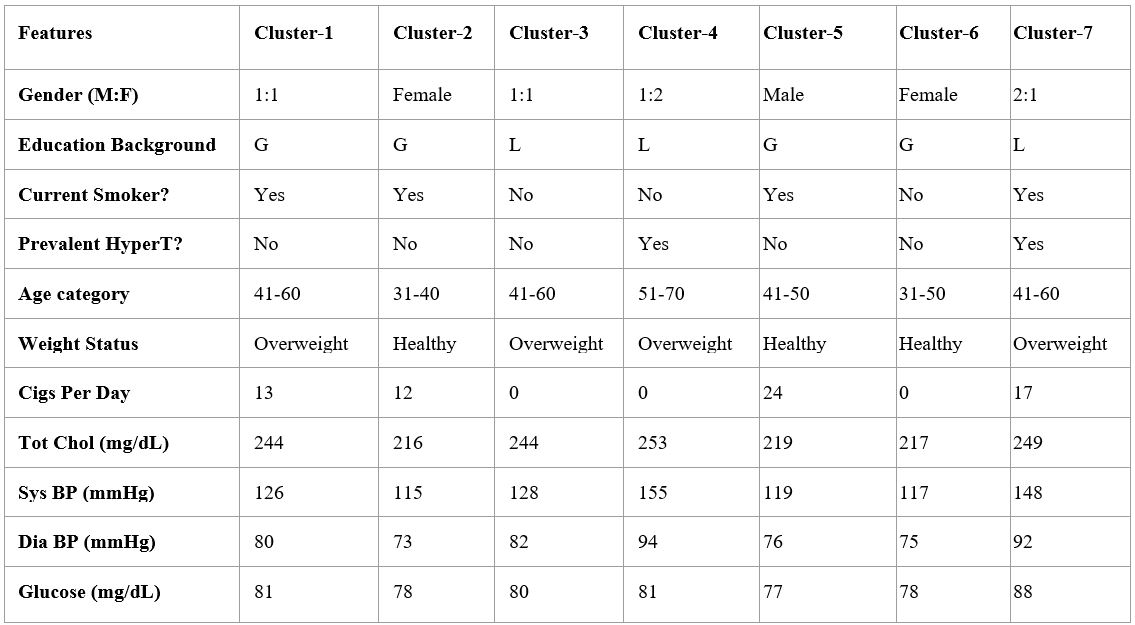 Features Cluster-1 Cluster-2 Cluster-3 Cluster-4 Cluster-5 Cluster-6 Cluster-7
Gender (M:F) 1:1 Female 1:1 1:2 Male Female 2:1
Education Background G G L L G G L
Current Smoker? Yes Yes No No Yes No Yes
Prevalent HyperT? No No No Yes No No Yes
Age category 41-60 31-40 41-60 51-70 41-50 31-50 41-60
Weight Status Overweight Healthy Overweight Overweight Healthy Healthy Overweight
Cigs Per Day 13 12 0 0 24 0 17
Tot Chol (mg/dL) 244 216 244 253 219 217 249
Sys BP (mmHg) 126 115 128 155 119 117 148
Dia BP (mmHg) 80 73 82 94 76 75 92
Glucose (mg/dL) 81 78 80 81 77 78 88